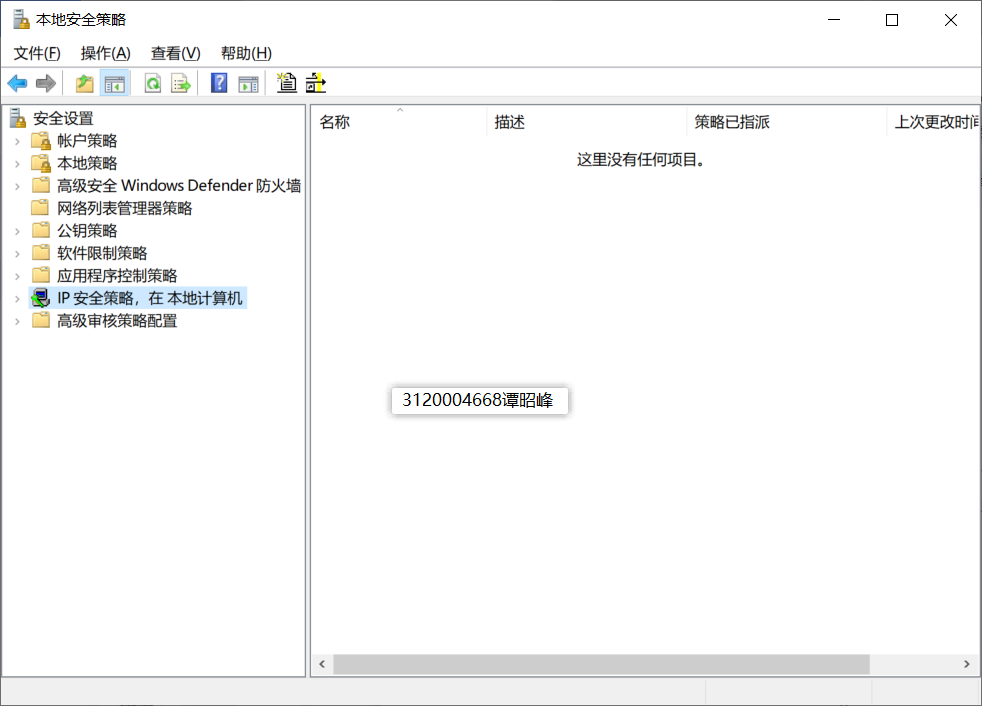 本地安全策略
文件(F) 操作(A) 查看(V) 帮助(H)
安全设置
帐户策略
本地策略
高级安全 Windows Defender 防火墙
网络列表管理器策略
公钥策略
软件限制策略
应用程序控制策略
IP 安全策略，在 本地计算机
高级审核策略配置
名称 描述 策略已指派 上次更改时间
这里没有任何项目。
3120004668谭昭峰